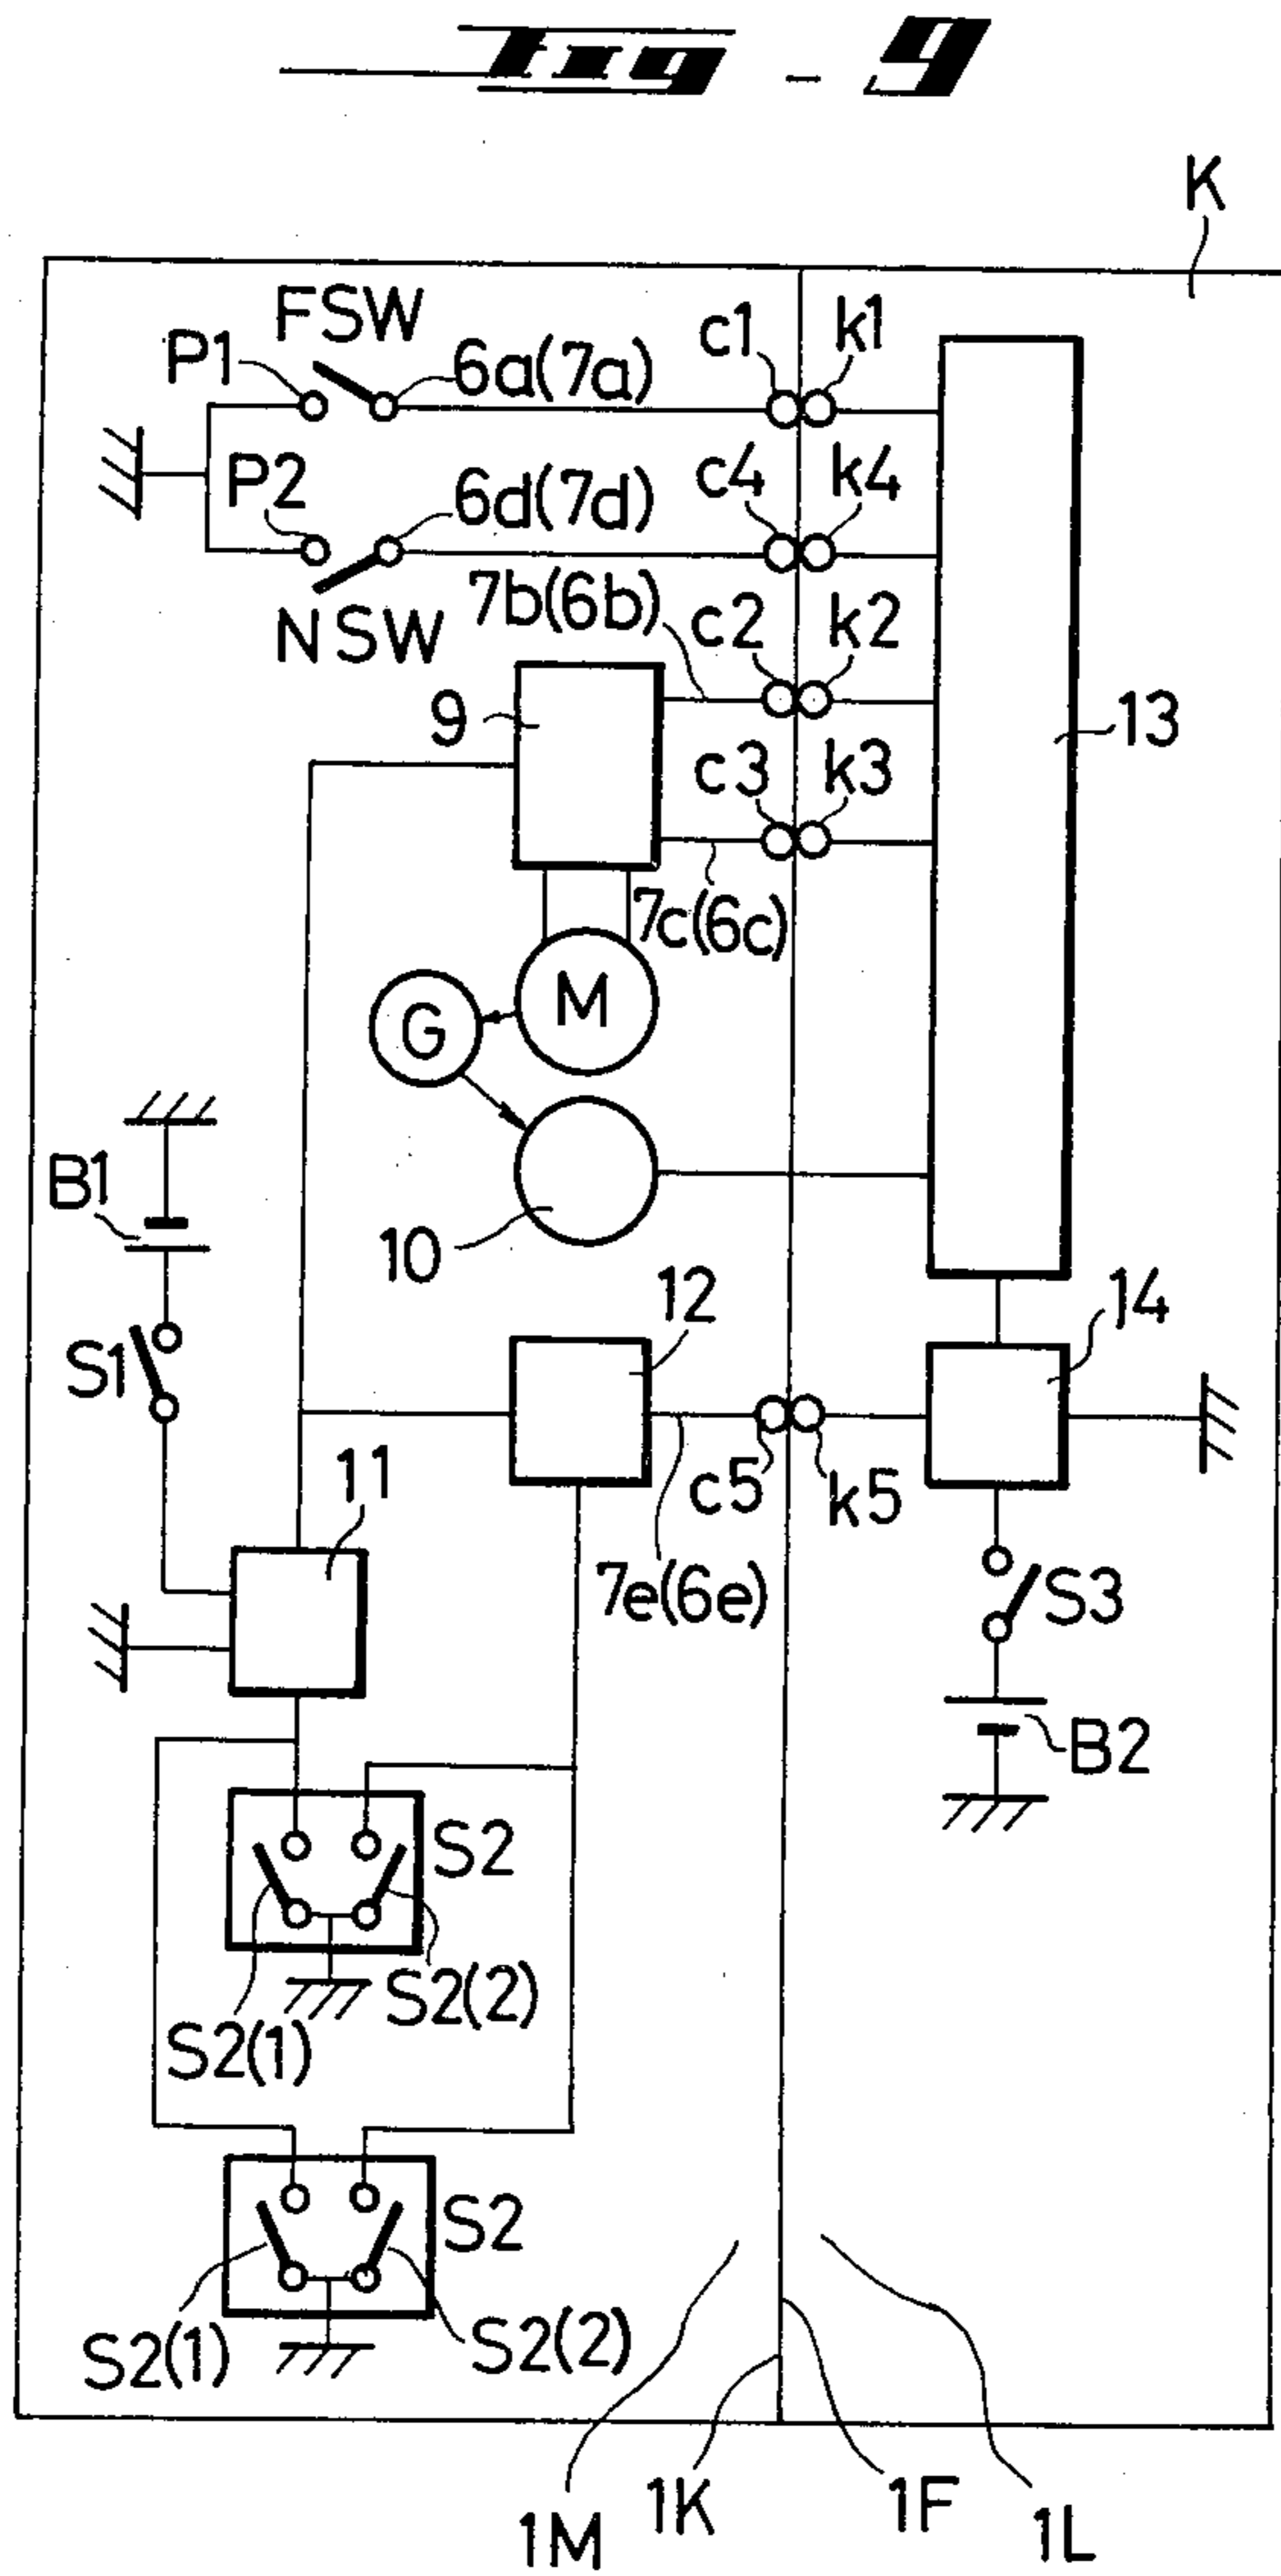 Fig - 9
K
FSW
P1
6a(7a)
c1
k1
P2
6d(7d)
c4
k4
NSW
7b(6b)
c2
k2
9
13
c3
k3
7c(6c)
M
G
B1
10
12
14
S1
11
c5
k5
7e(6e)
S3
B2
S2
S2(2)
S2(1)
S2
S2(1)
S2(2)
1M
1K
1F
1L